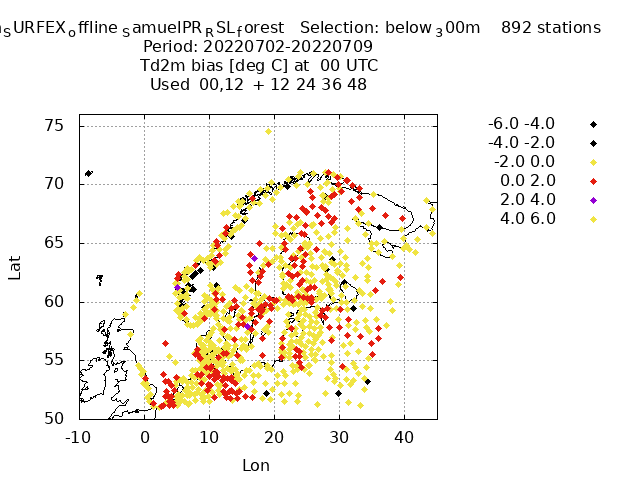 SURFEX offline SamuelPR RSL forest Selection: below 300m 892 stations
Period: 20220702-20220709
Td2m bias [deg C] at 00 UTC
Used 00,12 + 12 24 36 48
-6.0 -4.0
-4.0 -2.0
-2.0 0.0
0.0 2.0
2.0 4.0
4.0 6.0
75
70
65
60
55
50
Lat
-10 0 10 20 30 40
Lon